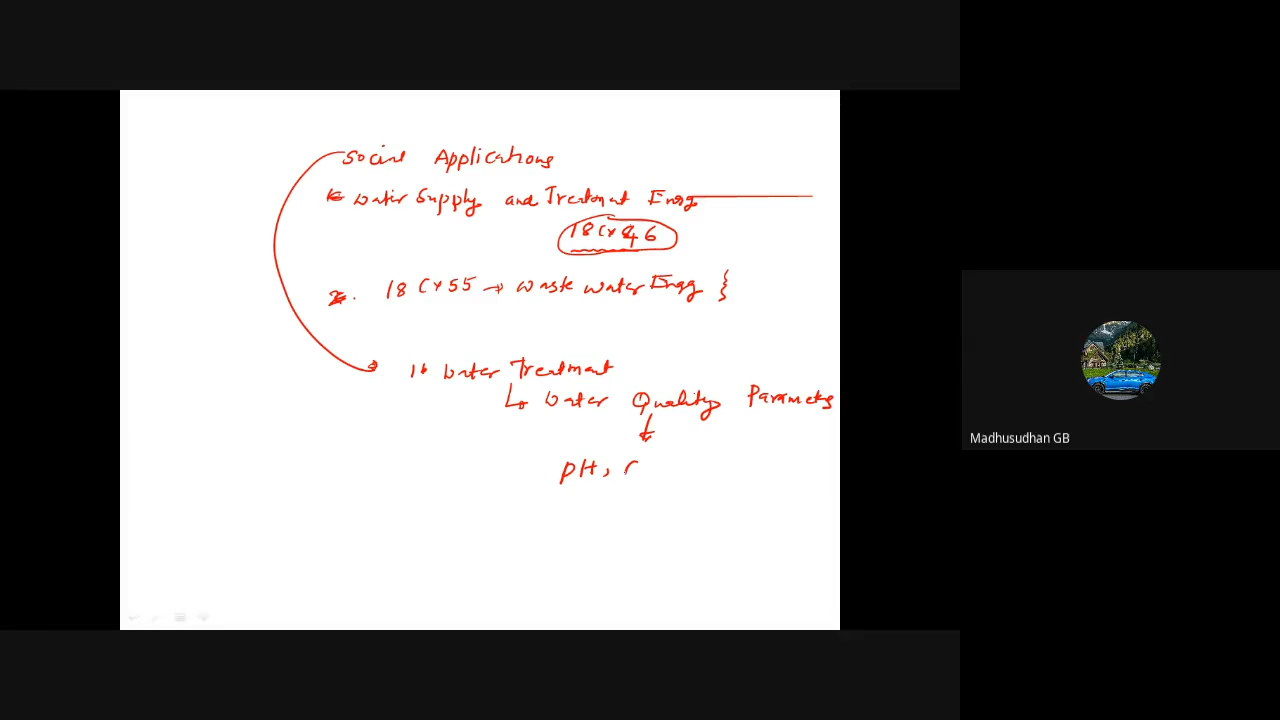 Social Applications
Water Supply and Treatment Engg
18CV46
2. 18CV55 → Waste water Engg }
1. Water Treatment
Water Quality Parameters
pH, C
Madhusudhan GB